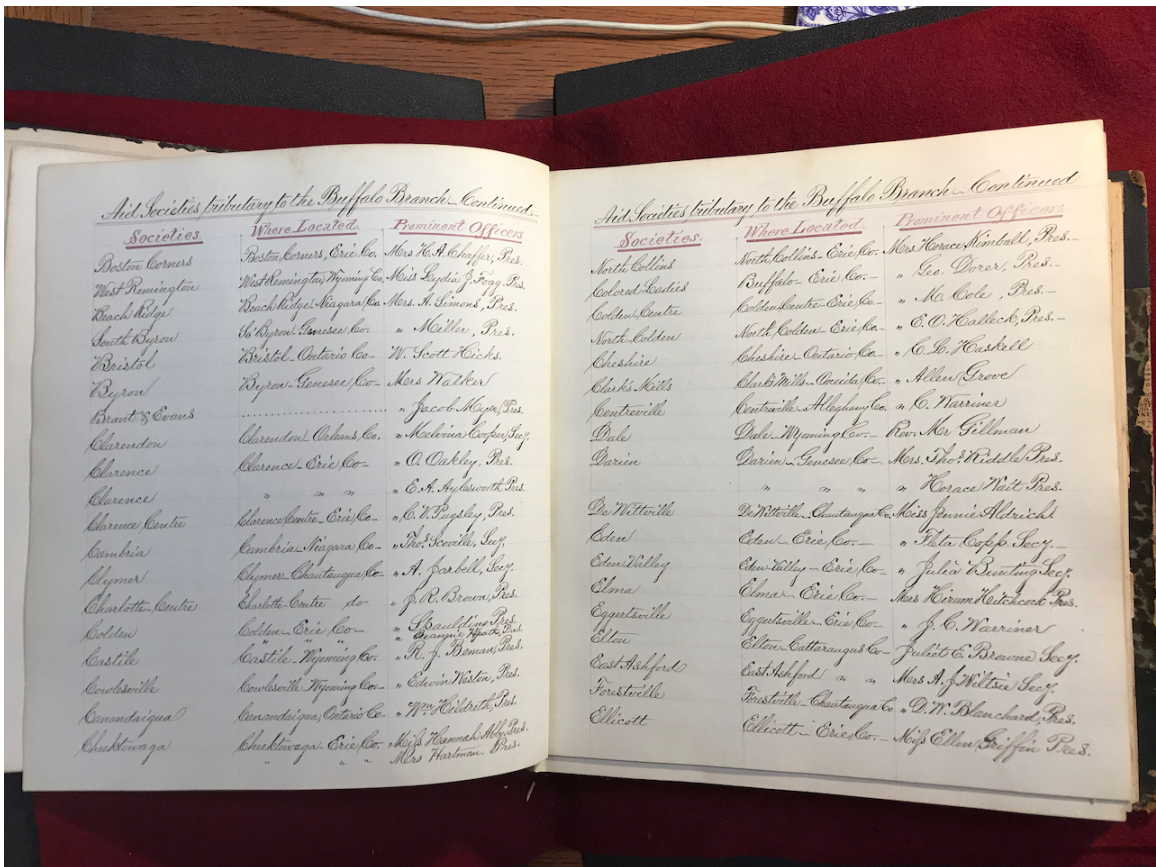 Aid Societies tributary to the Buffalo Branch - Continued -
Societies. Where Located. Prominent Officers
Boston Corners Boston Corners, Erie Co. Mrs H. A. Chaffer, Pres.
West Remington West Remington Wyoming Co. Miss Lydia J. Fogg. Pres.
Beach Ridge Beach Ridge, Niagara Co. Mers. A. Simons, Pres.
South Byron So Byron Genesee Co. " Miller, Pres.
Bristol Bristol - Ontario Co - W. Scott Hicks.
Byron Byron - Genesee Co - Mers Walker
Brant & Evans .................... " Jacob Pres.
Clarendon Clarendon Orleans, Co. " Malvina Cooper, Secy.
Clarence Clarence - Erie Co - " O. Oakley, Pres.
Clarence " " " " E. A. Aylesworth Pres.
Clarence Centre Clarence Centre - Erie Co - " C. V. Pugsley, Pres.
Cambria Cambria Niagara Co - " Thos. Scoville, Secy.
Clymer Clymer - Chautauqua Co - " A. Jarbell, Secy.
Charlotte Centre Charlotte Centre do " J. R. Brown, Pres.
Colden Colden - Erie Co - " Spaulding Pres.
" " " " Pres.
Castile Castile - Wyoming Co. " R. J. Beman, Pres.
Cowlesville Cowlesville - Wyoming Co - " Edwin Weston, Pres.
Canandaigua Canandaigua, Ontario Co - " Wm Hildreth, Pres.
Cheektowaga Cheektowaga, Erie Co. Miss Hannah Abby, Pres.
" " " Mers Hartman - Pres.
Aid Societies tributary to the Buffalo Branch - Continued
Societies. Where Located. Prominent Officers
North Collins North Collins - Erie Co. - Mrs. Horace Kimball, Pres.
Colored Ladies Buffalo - Erie Co. - " Geo. Dorer, Pres. -
Colden Centre Colden Centre - Erie Co - " M. Cole, Pres. -
North Colden North Colden - Erie Co - " E. O. Halleck, Pres. -
Cheshire Cheshire - Ontario Co. - " C. L. Haskell
Clark's Mills Clark's Mills - Oneida Co - " Allen Grove
Centreville Centreville - Alleghany Co. " C. Warriner
Dale Dale - Wyoming Co. - Rev. Mr Gillman
Darien Darien - Genesee Co - Mrs. Thos. Riddle Pres.
" " " " Horace Wait Pres.
De Wittville De Wittville - Chautauqua Co Miss Jennie Aldrich
Eden Eden - Erie Co. - " Fleta Copp. Secy. -
Eden Valley Eden Valley - Erie Co - " Julia Bunting Secy.
Elma Elma - Erie Co. - Mrs Hiram Hitchcock Pres.
Eggertsville Eggertsville - Erie Co - " J. C. Warriner
Elton Elton - Cattaraugus Co - Juliet E. Browne Secy.
East Ashford East Ashford " " Mers A. J. Wiltsie Secy.
Forestville Forestville - Chautauqua Co " D. W. Blanchard, Pres.
Ellicott Ellicott - Erie Co - Miss Ellen Griffin Pres.